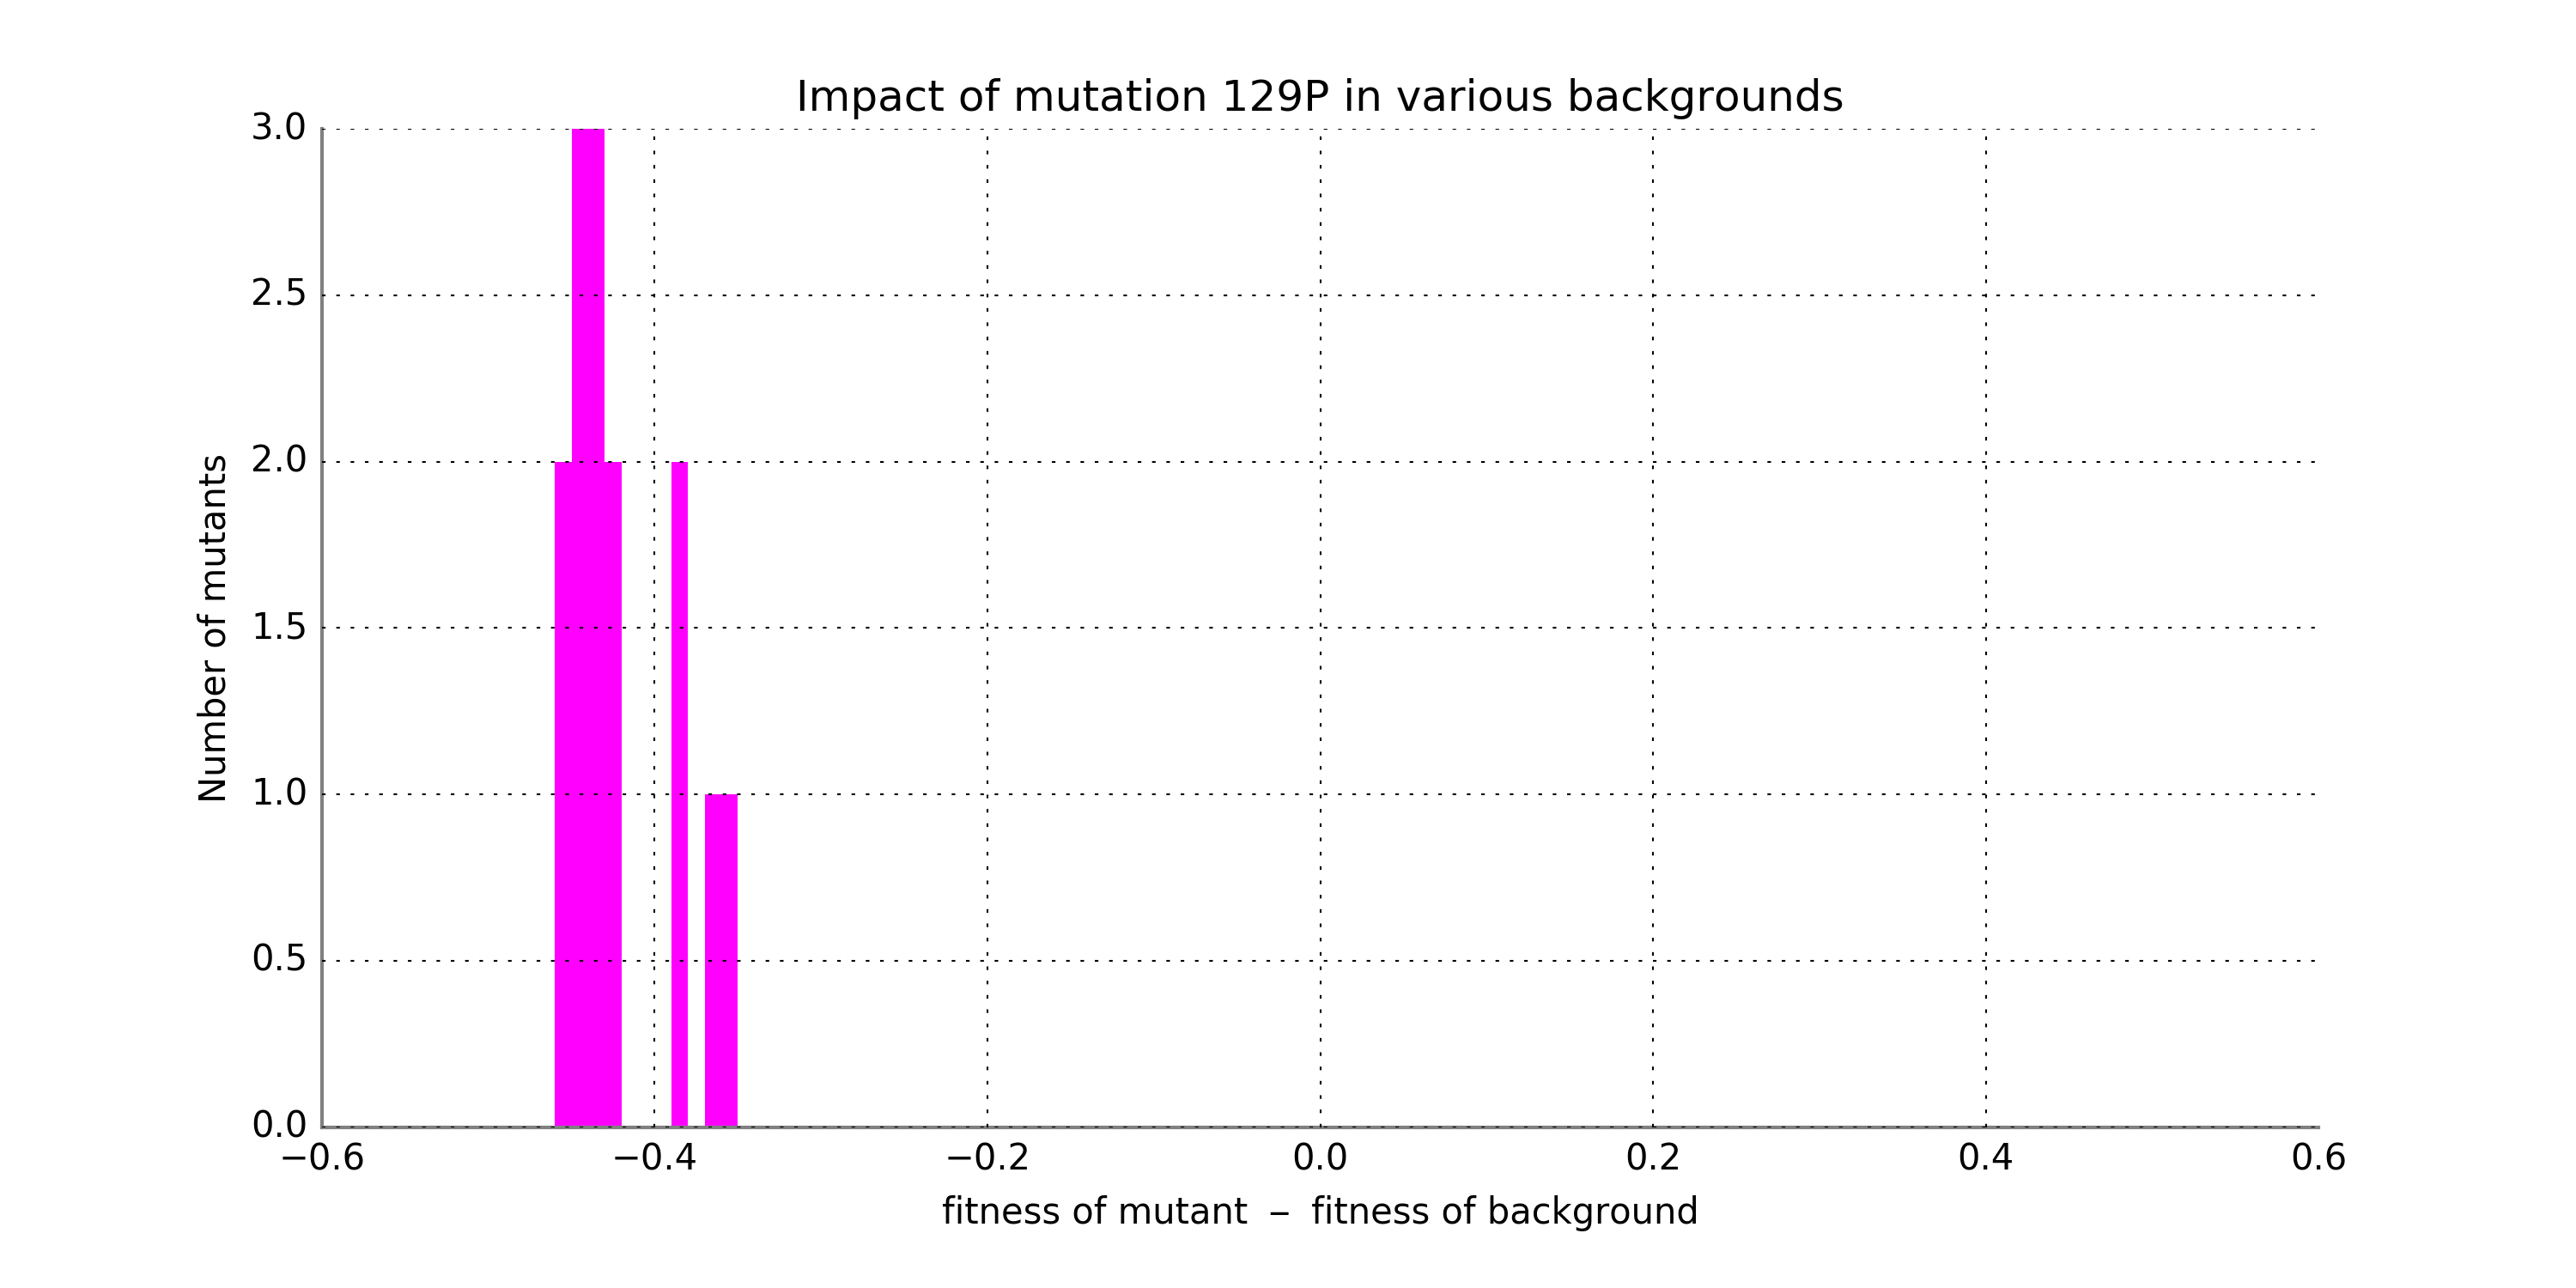 Impact of mutation 129P in various backgrounds
3.0
2.5
2.0
1.5
1.0
0.5
0.0
Number of mutants
−0.6 −0.4 −0.2 0.0 0.2 0.4 0.6
fitness of mutant − fitness of background